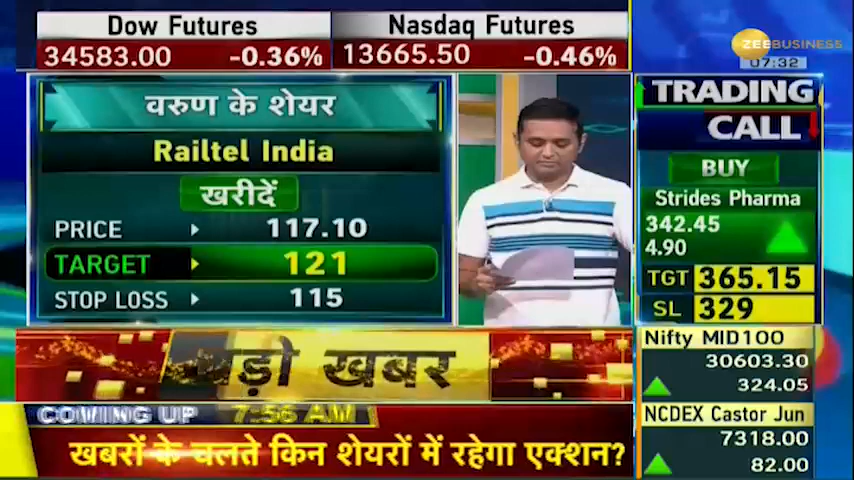 Dow Futures
34583.00 -0.36%
Nasdaq Futures
13665.50 -0.46%
ZEE BUSINESS
07:32
वरुण के शेयर
Railtel India
खरीदें
PRICE 117.10
TARGET 121
STOP LOSS 115
TRADING
CALL
BUY
Strides Pharma
342.45
4.90
TGT 365.15
SL 329
बड़ी खबर
Nifty MID100
30603.30
324.05
NCDEX Castor Jun
7318.00
82.00
COMING UP 7:56 AM
खबरों के चलते किन शेयरों में रहेगा एक्शन?